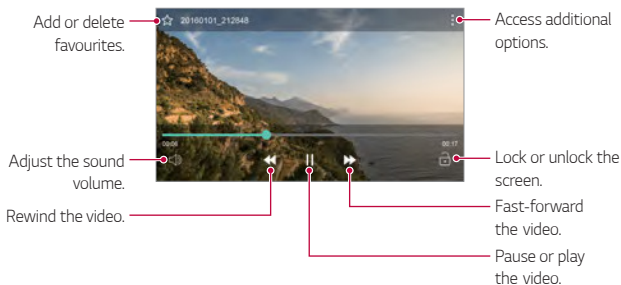 Add or delete
favourites.
20160101_212848
Access additional
options.
00:06
00:17
Adjust the sound
volume.
Lock or unlock the
screen.
Rewind the video.
Fast-forward
the video.
Pause or play
the video.